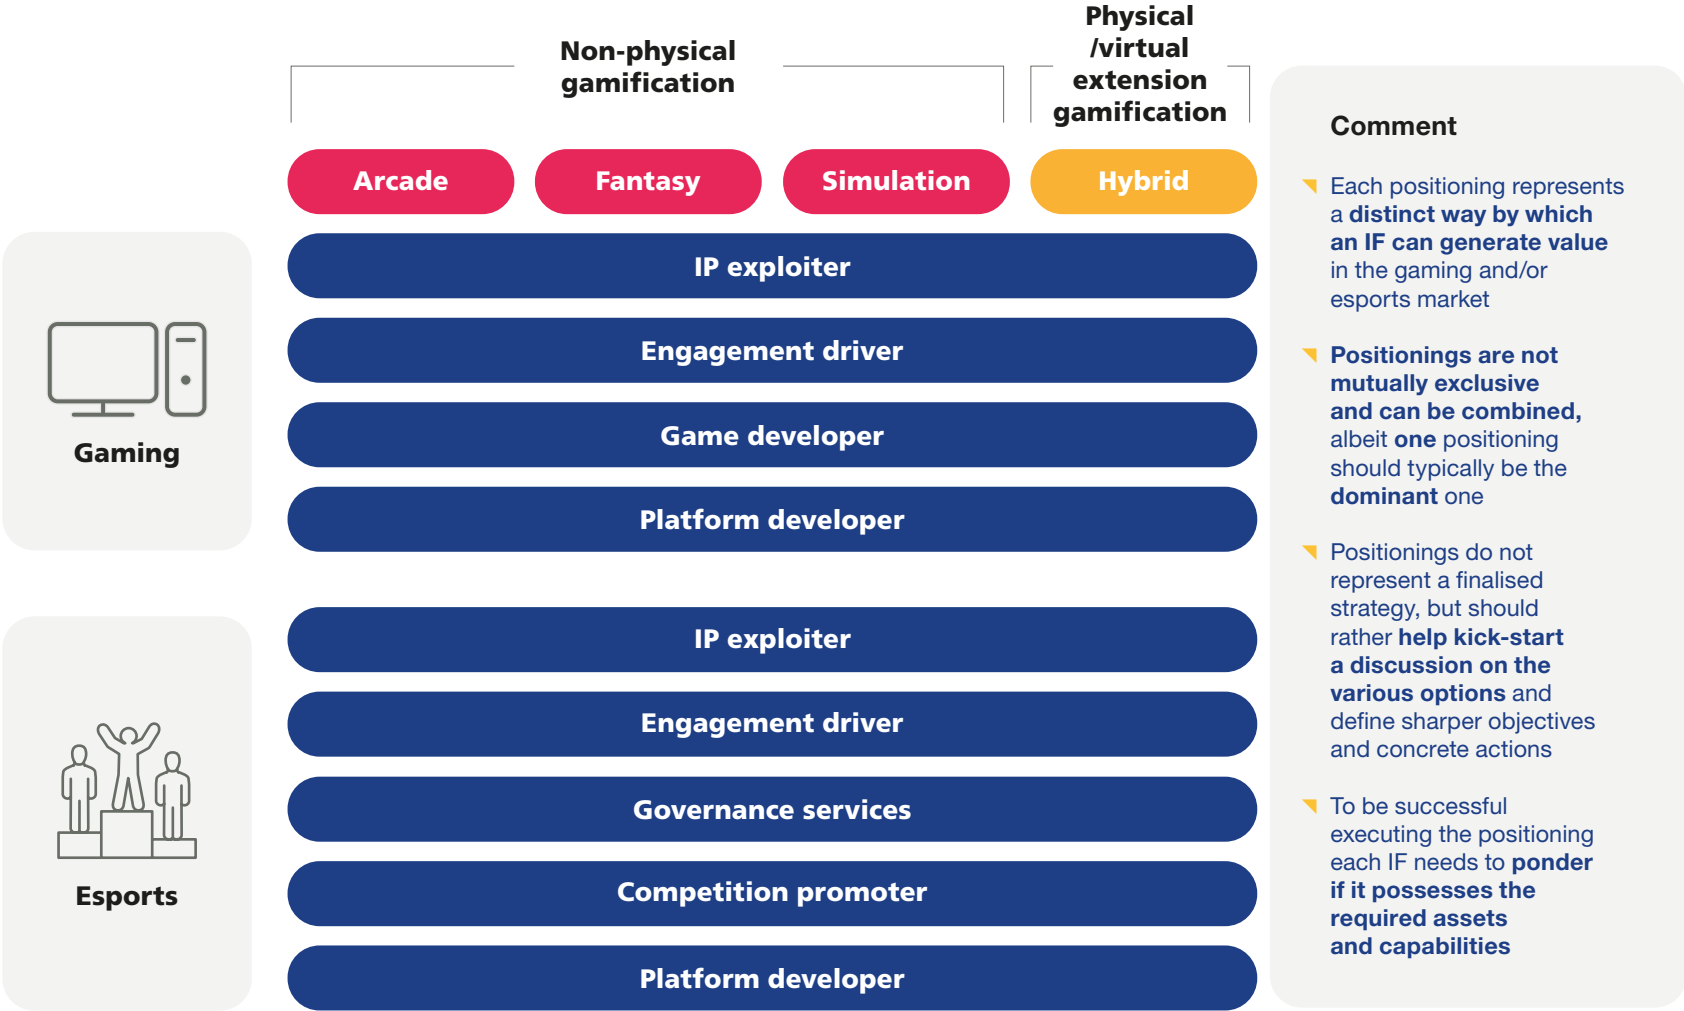 Non-physical
gamification
Physical
/virtual
extension
gamification
Arcade
Fantasy
Simulation
Hybrid
Gaming
IP exploiter
Engagement driver
Game developer
Platform developer
Esports
IP exploiter
Engagement driver
Governance services
Competition promoter
Platform developer
Comment
Each positioning represents
a distinct way by which
an IF can generate value
in the gaming and/or
esports market
Positionings are not
mutually exclusive
and can be combined,
albeit one positioning
should typically be the
dominant one
Positionings do not
represent a finalised
strategy, but should
rather help kick-start
a discussion on the
various options and
define sharper objectives
and concrete actions
To be successful
executing the positioning
each IF needs to ponder
if it possesses the
required assets
and capabilities